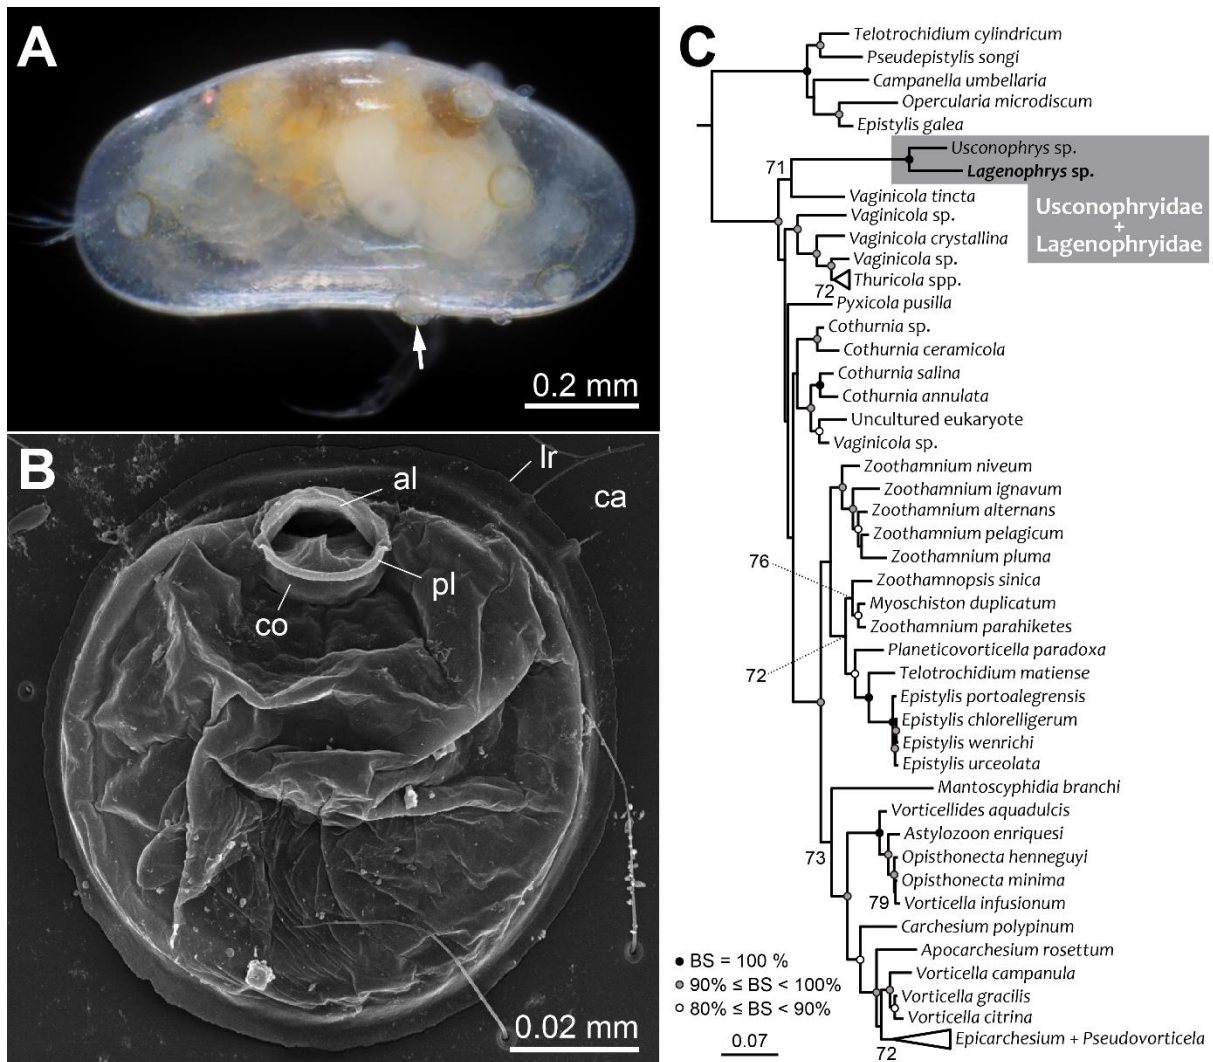 A
0.2 mm
B
lr
al
ca
pl
co
0.02 mm
C
Telotrochidium cylindricum
Pseudepistylis songi
Campanella umbellaria
Opercularia microdiscum
Epistylis galea
Usconophrys sp.
71
Lagenophrys sp.
Vaginicola tincta
Usconophryidae
+
Lagenophryidae
Vaginicola sp.
Vaginicola crystallina
Vaginicola sp.
Thuricola spp.
72
Pyxicola pusilla
Cothurnia sp.
Cothurnia ceramicola
Cothurnia salina
Cothurnia annulata
Uncultured eukaryote
Vaginicola sp.
Zoothamnium niveum
Zoothamnium ignavum
Zoothamnium alternans
Zoothamnium pelagicum
Zoothamnium pluma
76
Zoothamnopsis sinica
Myoschiston duplicatum
Zoothamnium parahiketes
Planeticovorticella paradoxa
72
Telotrochidium matiense
Epistylis portoalegrensis
Epistylis chlorelligerum
Epistylis wenrichi
Epistylis urceolata
Mantoscyphidia branchi
Vorticellides aquadulcis
Astylozoon enriquesi
73
Opisthonecta henneguyi
Opisthonecta minima
79
Vorticella infusionum
Carchesium polypinum
Apocarchesium rosettum
Vorticella campanula
Vorticella gracilis
Vorticella citrina
Epicarchesium + Pseudovorticela
72
BS = 100 %
90% ≤ BS < 100%
80% ≤ BS < 90%
0.07